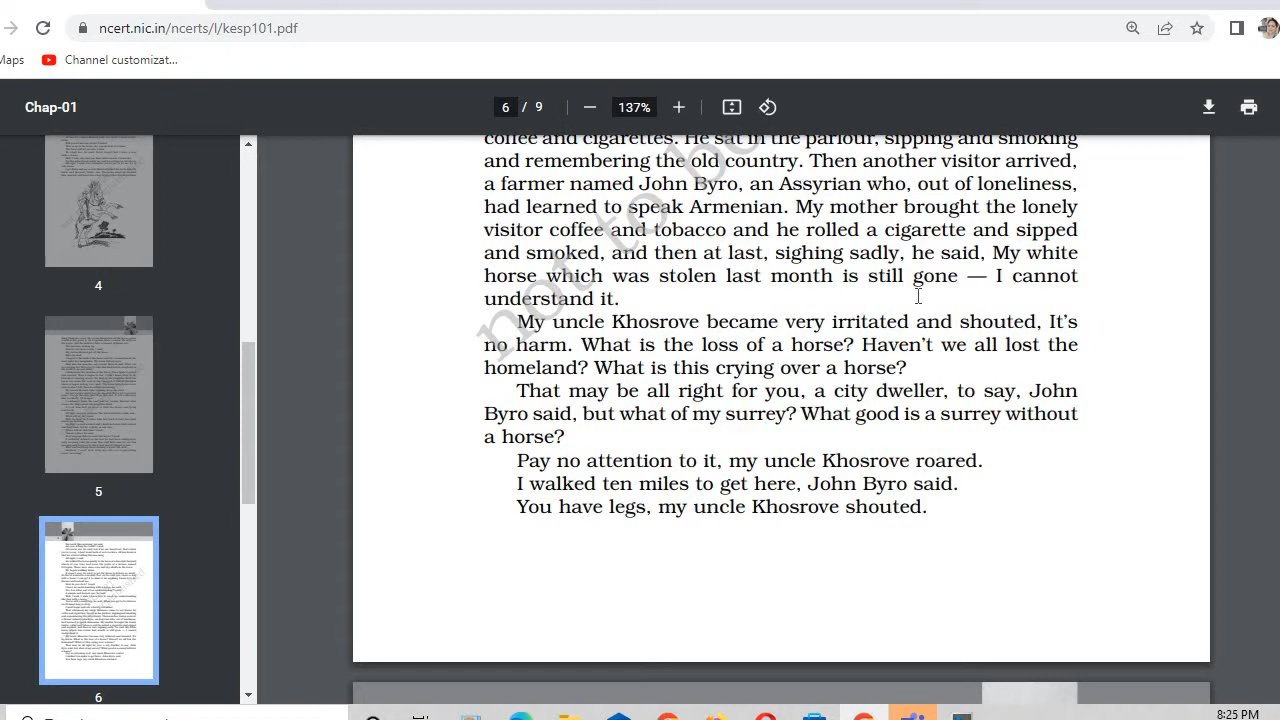 ncert.nic.in/ncerts/l/kesp101.pdf
Maps
Channel customizat...
Chap-01
6 / 9
137%
coffee and cigarettes. He sat in the parlour, sipping and smoking
and remembering the old country. Then another visitor arrived,
a farmer named John Byro, an Assyrian who, out of loneliness,
had learned to speak Armenian. My mother brought the lonely
visitor coffee and tobacco and he rolled a cigarette and sipped
and smoked, and then at last, sighing sadly, he said, My white
horse which was stolen last month is still gone — I cannot
understand it.
My uncle Khosrove became very irritated and shouted, It's
no harm. What is the loss of a horse? Haven't we all lost the
homeland? What is this crying over a horse?
That may be all right for you, a city dweller, to say, John
Byro said, but what of my surrey? What good is a surrey without
a horse?
Pay no attention to it, my uncle Khosrove roared.
I walked ten miles to get here, John Byro said.
You have legs, my uncle Khosrove shouted.
not to b
4
5
6
8:25 PM